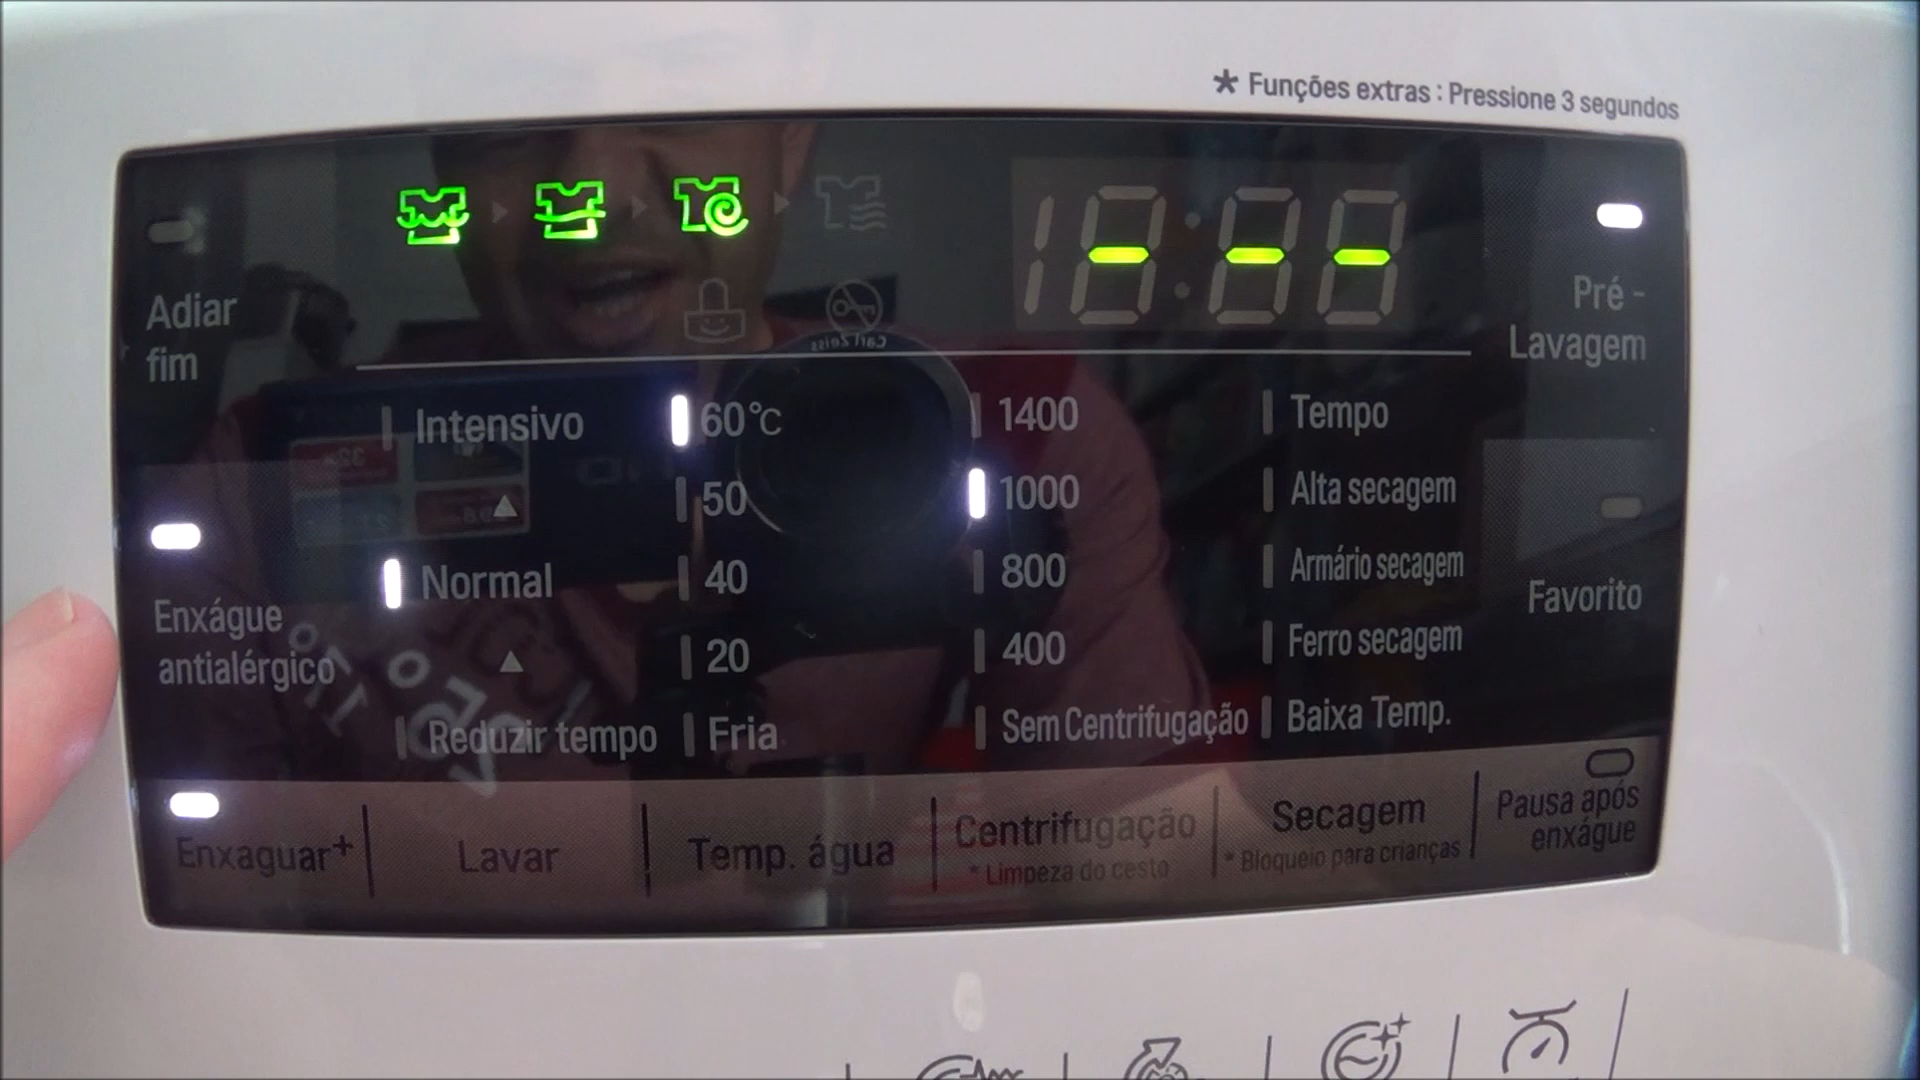 * Funções extras : Pressione 3 segundos
Adiar
fim
Pré -
Lavagem
Carl Zeiss
Intensivo
60°C
1400
Tempo
50
1000
Alta secagem
Normal
40
800
Armário secagem
Favorito
Enxágue
antialérgico
20
400
Ferro secagem
Reduzir tempo
Fria
Sem Centrifugação
Baixa Temp.
Enxaguar+
Lavar
Temp. água
Centrifugação
* Limpeza do cesto
Secagem
* Bloqueio para crianças
Pausa após
enxágue